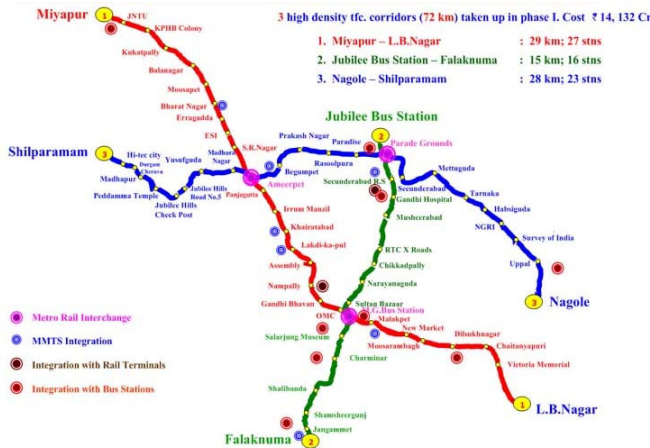 3 high density tfc. corridors (72 km) taken up in phase I. Cost ₹ 14, 132 Cr
1. Miyapur – L.B.Nagar : 29 km; 27 stns
2. Jubilee Bus Station – Falaknuma : 15 km; 16 stns
3. Nagole – Shilparamam : 28 km; 23 stns
Miyapur
1
JNTU
KPHB Colony
Kukatpally
Balanagar
Moosapet
Bharat Nagar
Erragadda
ESI
S.R.Nagar
Jubilee Bus Station
2
Parade Grounds
Prakash Nagar
Paradise
Rasoolpura
Begumpet
Ameerpet
Shilparamam
3
Hi-tec city
Durgam
Cheruvu
Madhapur
Peddamma Temple
Yusufguda
Madhura
Nagar
Jubilee Hills
Road No.5
Jubilee Hills
Check Post
Panjagutta
Irrum Manzil
Khairatabad
Lakdi-ka-pul
Assembly
Nampally
Gandhi Bhavan
OMC
Secunderabad R.S
Secunderabad
Gandhi Hospital
Musheerabad
RTC X Roads
Chikkadpally
Narayanaguda
Sultan Bazaar
Mettuguda
Tarnaka
Habsiguda
NGRI
Survey of India
Uppal
3
Nagole
M.G.Bus Station
Malakpet
New Market
Moosarambagh
Dilsukhnagar
Chaitanyapuri
Victoria Memorial
1
L.B.Nagar
Salarjung Museum
Charminar
Shalibanda
Shamsheergunj
Jangammet
Falaknuma
2
Metro Rail Interchange
MMTS Integration
Integration with Rail Terminals
Integration with Bus Stations